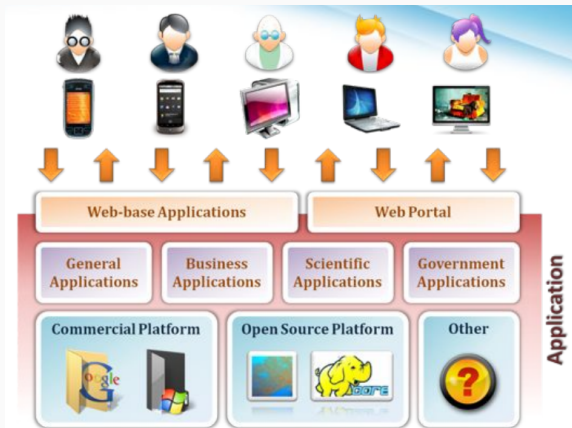 Web-base Applications
Web Portal
General
Applications
Business
Applications
Scientific
Applications
Government
Applications
Application
Commercial Platform
Open Source Platform
Other
Google
?